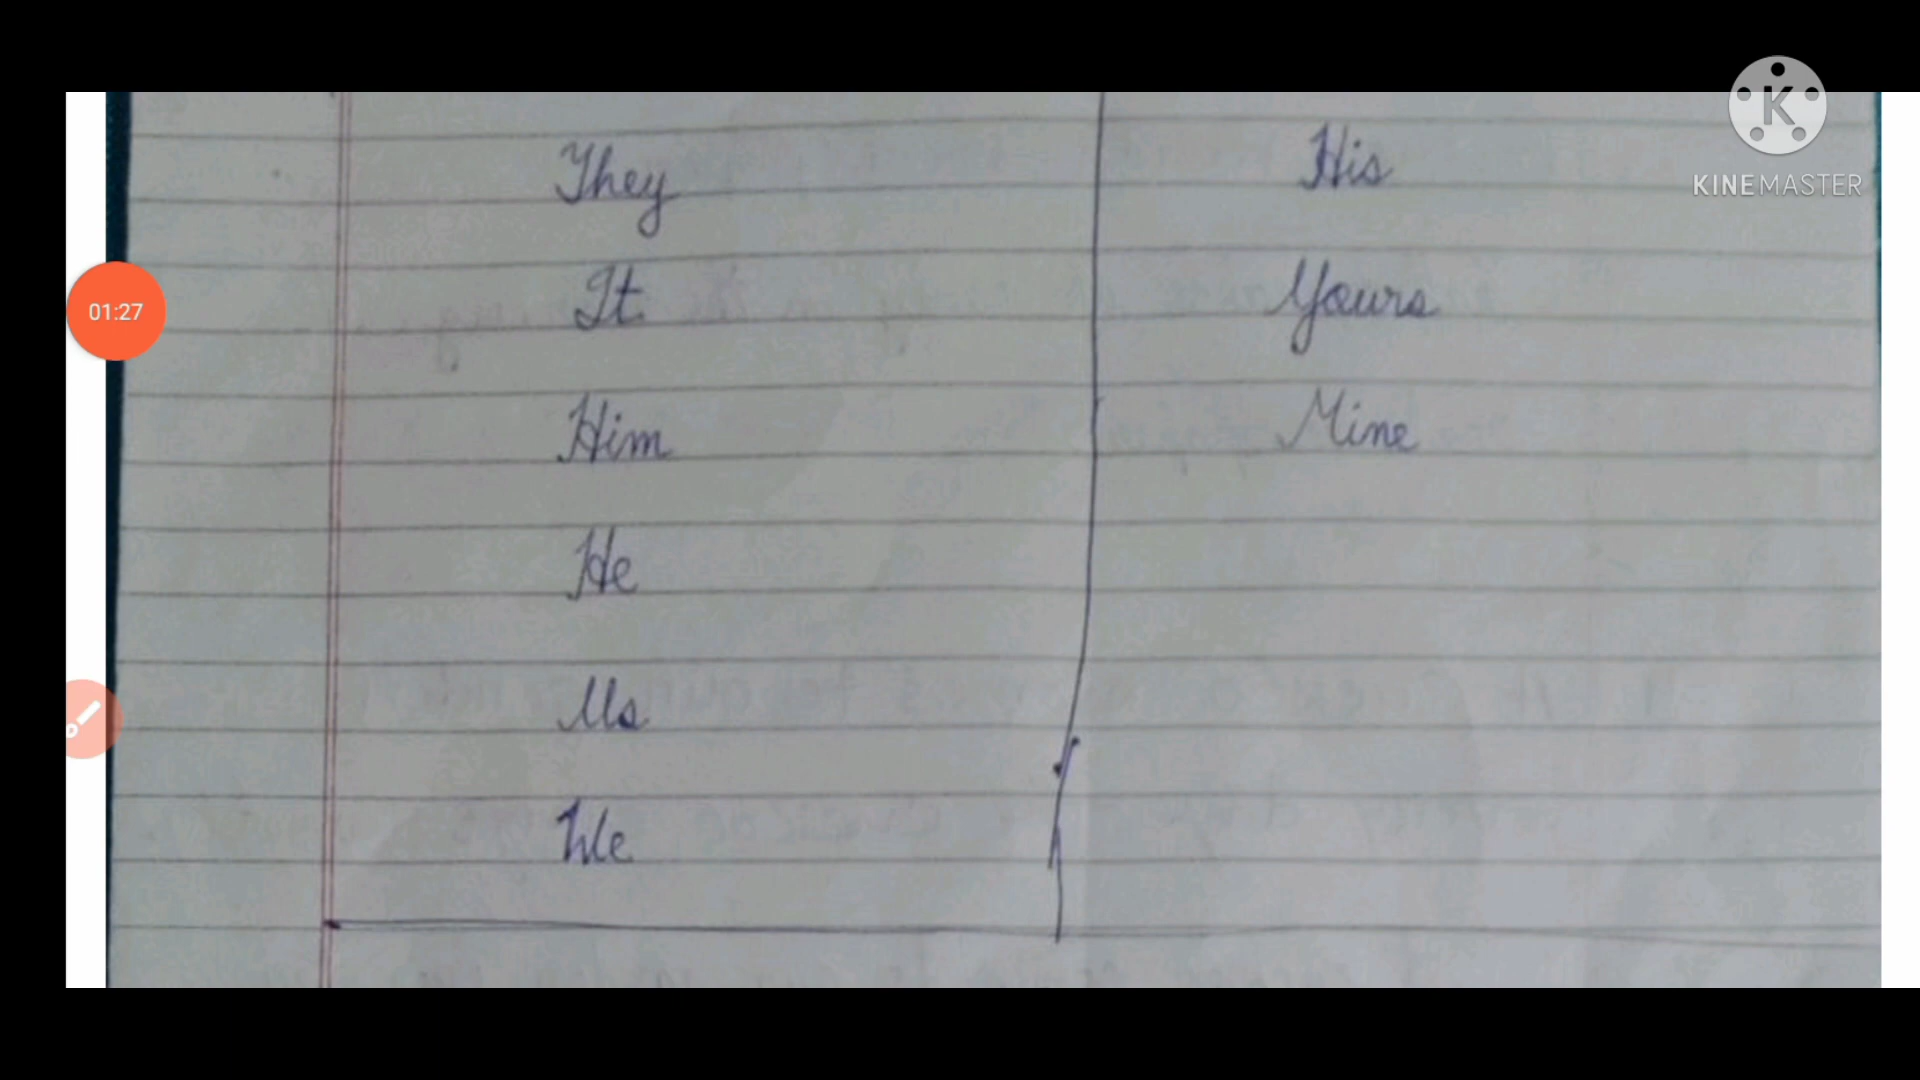 They His
It Yours
Him Mine
He
Us
We
01:27
K
KINEMASTER